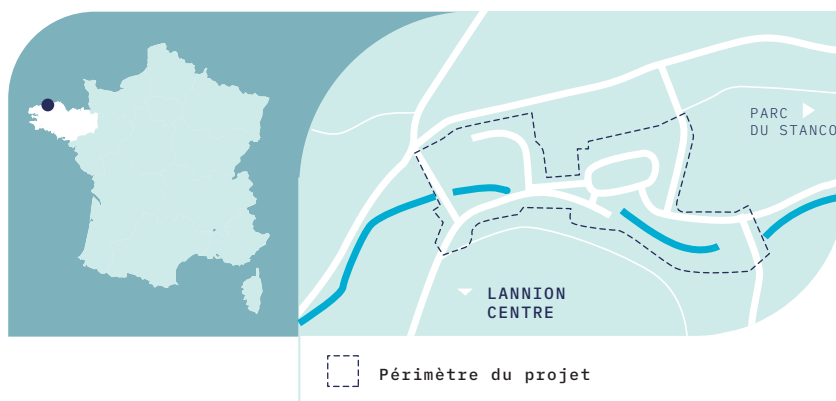 PARC
DU STANCO
LANNION
CENTRE
Périmètre du projet